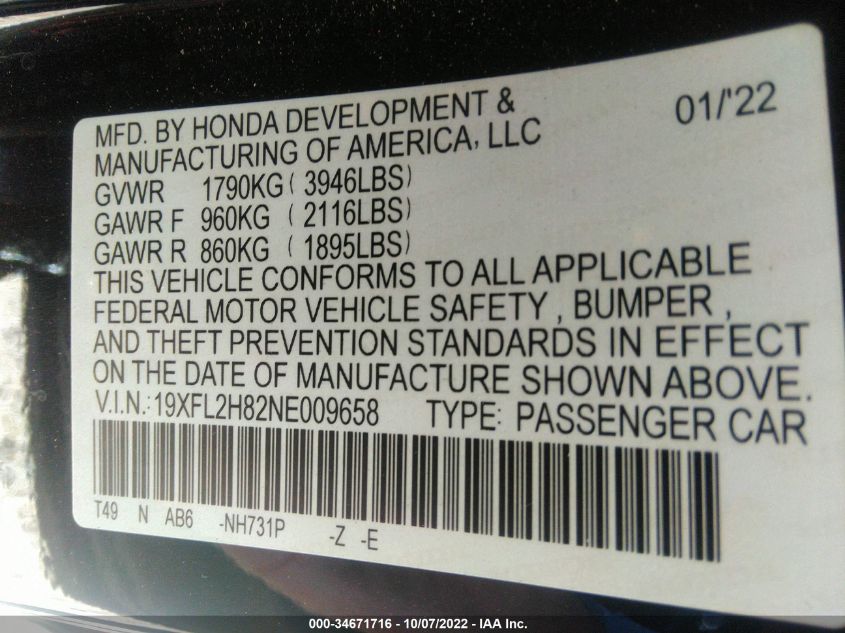 01/'22
MFD. BY HONDA DEVELOPMENT &
MANUFACTURING OF AMERICA, LLC
GVWR 1790KG ( 3946LBS)
GAWR F 960KG ( 2116LBS)
GAWR R 860KG ( 1895LBS)
THIS VEHICLE CONFORMS TO ALL APPLICABLE
FEDERAL MOTOR VEHICLE SAFETY , BUMPER ,
AND THEFT PREVENTION STANDARDS IN EFFECT
ON THE DATE OF MANUFACTURE SHOWN ABOVE.
V.I.N.: 19XFL2H82NE009658 TYPE: PASSENGER CAR
T49 N AB6 -NH731P -Z -E
000-34671716 - 10/07/2022 - IAA Inc.